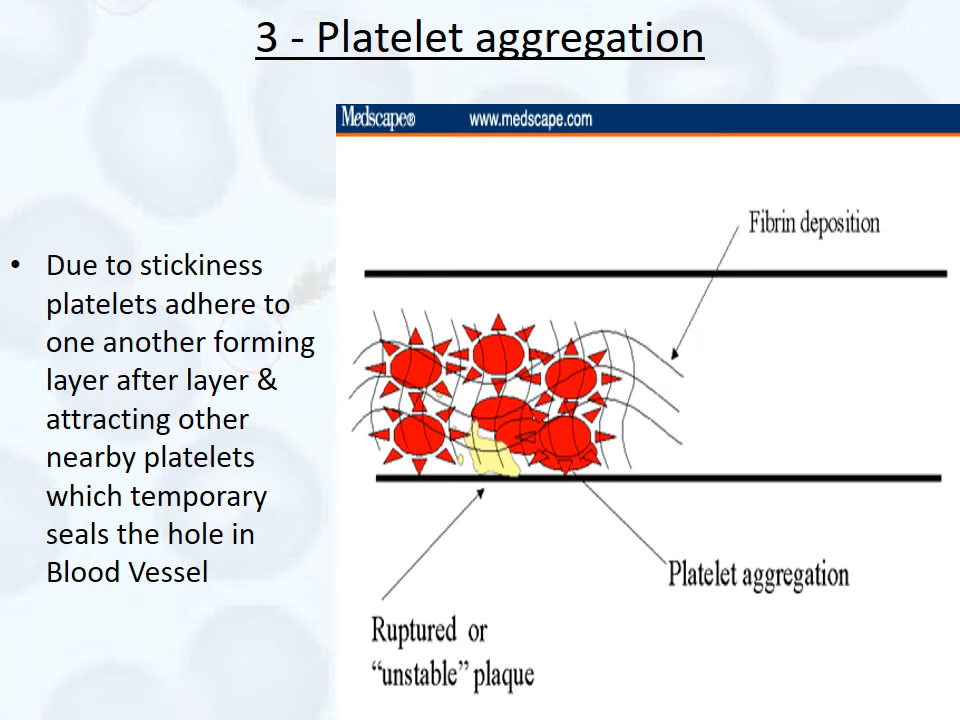 3 - Platelet aggregation
Medscape® www.medscape.com
Fibrin deposition
• Due to stickiness
platelets adhere to
one another forming
layer after layer &
attracting other
nearby platelets
which temporary
seals the hole in
Blood Vessel
Platelet aggregation
Ruptured or
“unstable” plaque